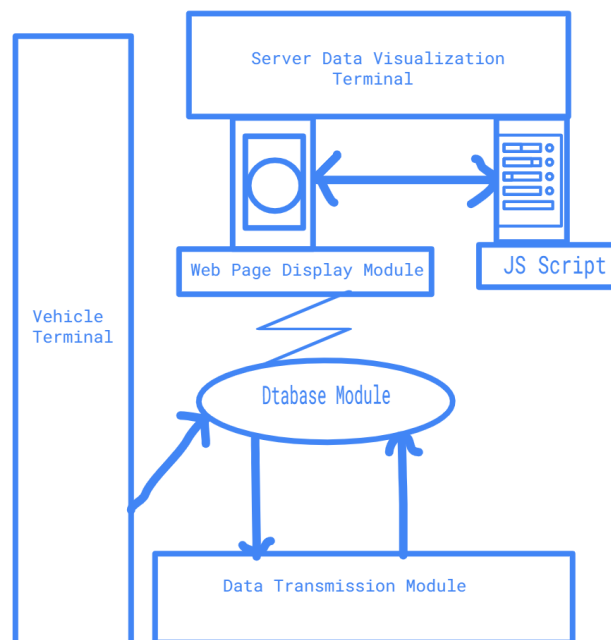 Server Data Visualization
Terminal
Web Page Display Module
JS Script
Vehicle
Terminal
Dtabase Module
Data Transmission Module